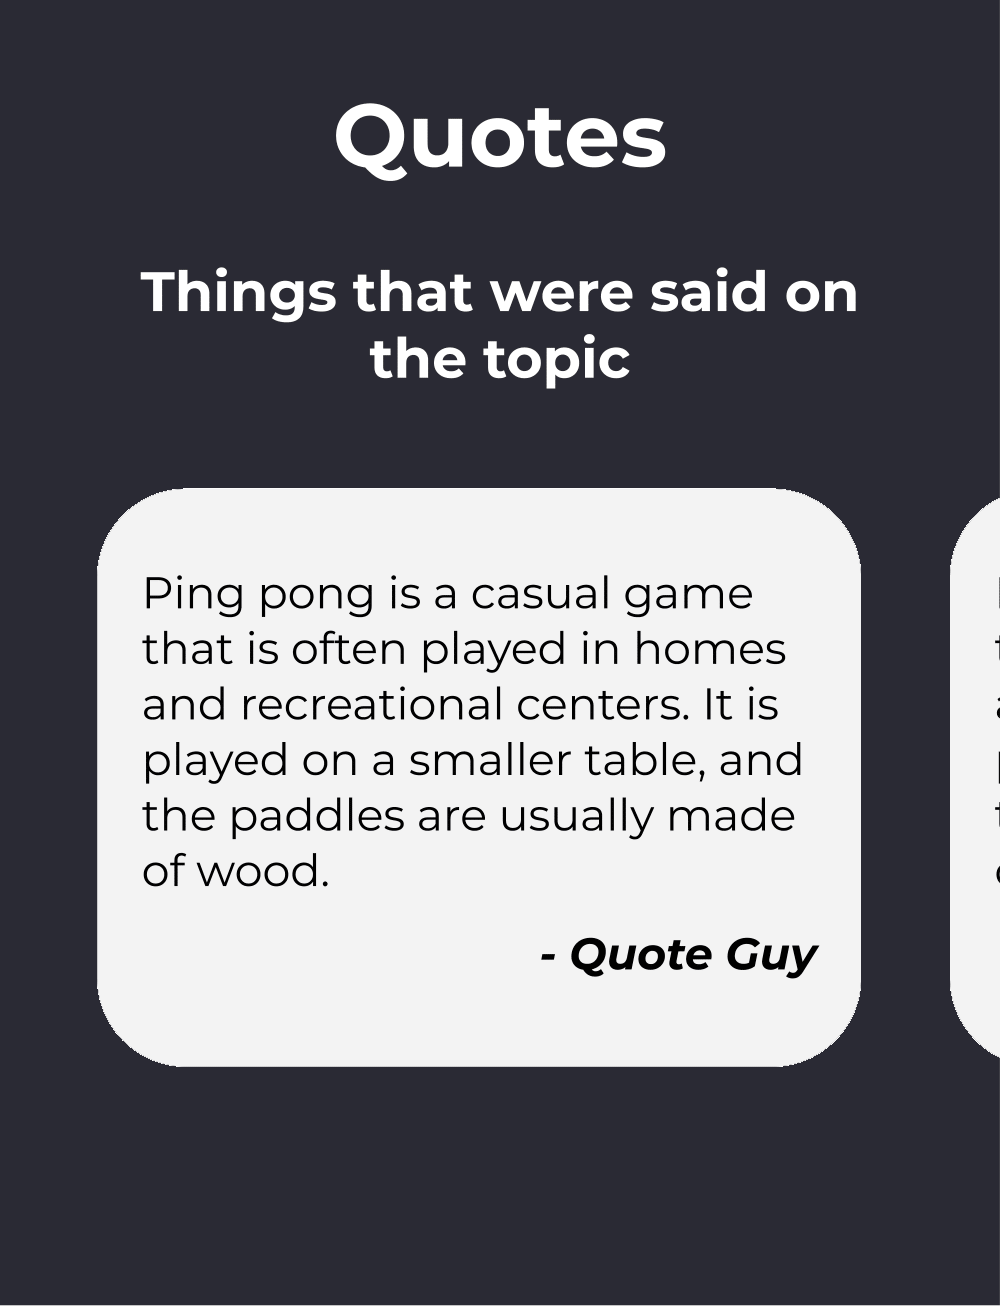 Quotes
Things that were said on
the topic
Ping pong is a casual game
that is often played in homes
and recreational centers. It is
played on a smaller table, and
the paddles are usually made
of wood.
- Quote Guy